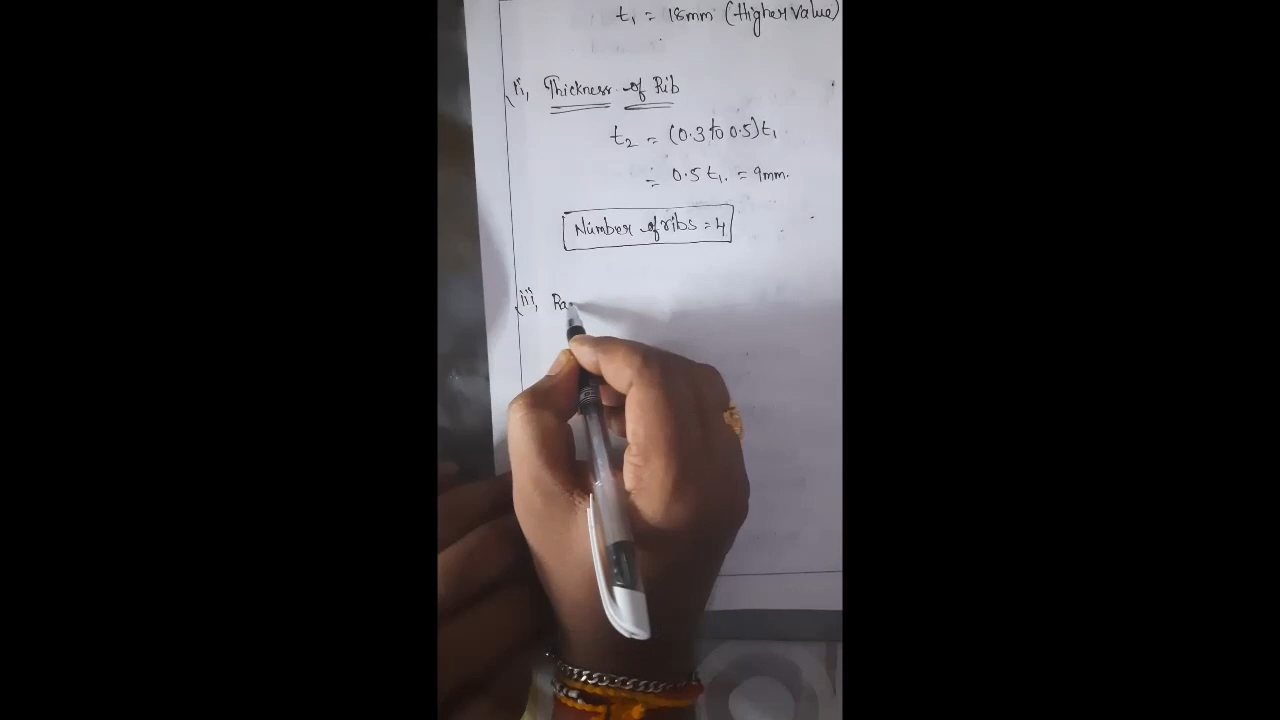 t₁ = 18mm (Higher value)
ii, Thickness of Rib
t₂ = (0.3 to 0.5)t₁
= 0.5 t₁. = 9mm.
Number of ribs = 4
iii, Ra